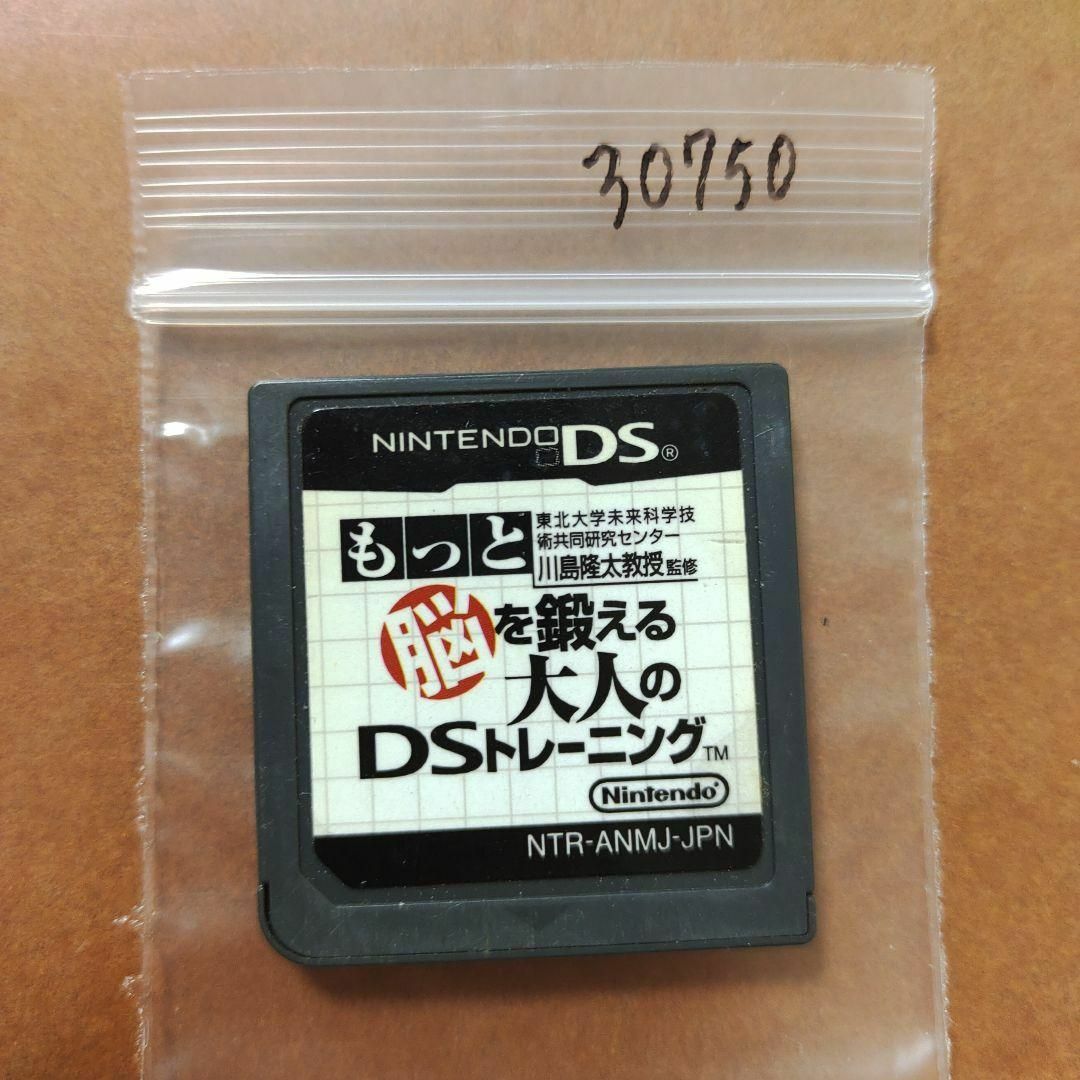 30750
NINTENDO DS®
もっと
東北大学未来科学技
術共同研究センター
川島隆太教授監修
脳を鍛える
大人の
DSトレーニング™
Nintendo®
NTR-ANMJ-JPN